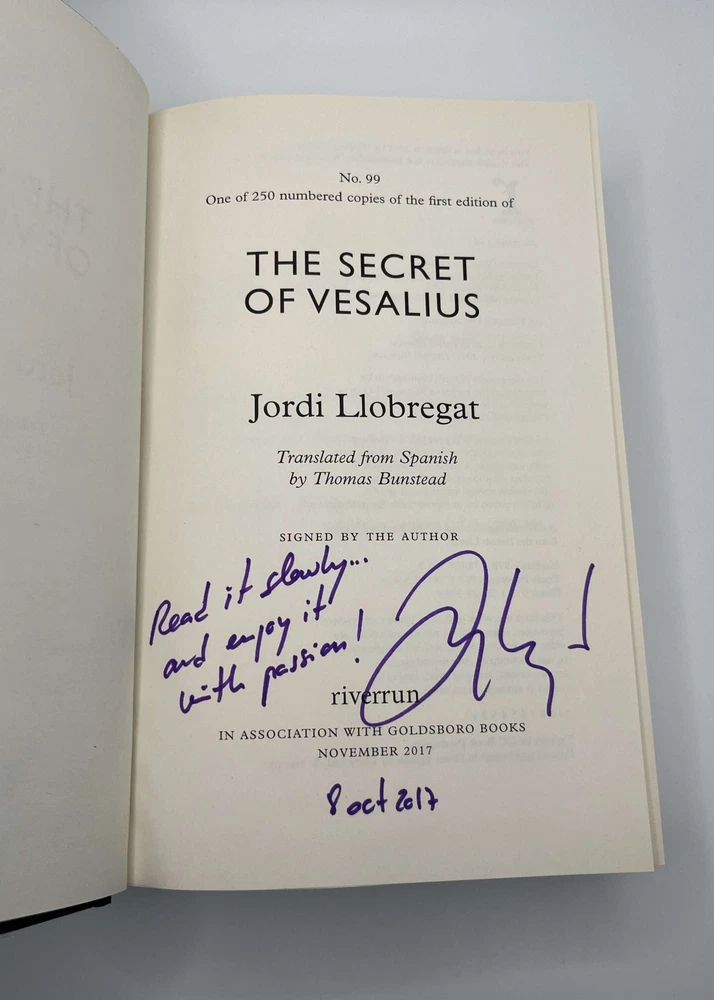 No. 99
One of 250 numbered copies of the first edition of
THE SECRET
OF VESALIUS
Jordi Llobregat
Translated from Spanish
by Thomas Bunstead
SIGNED BY THE AUTHOR
Read it slowly...
and enjoy it
with passion!
riverrun
IN ASSOCIATION WITH GOLDSBORO BOOKS
NOVEMBER 2017
8 oct 2017